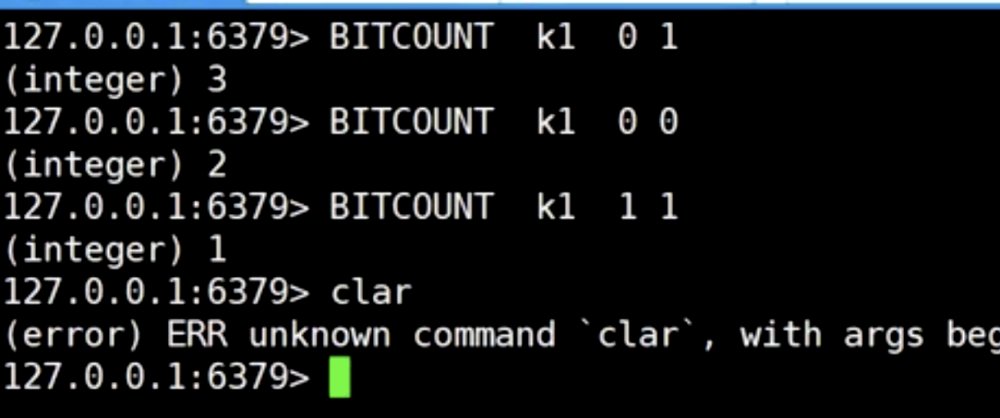 127.0.0.1:6379> BITCOUNT  k1  0 1
(integer) 3
127.0.0.1:6379> BITCOUNT  k1  0 0
(integer) 2
127.0.0.1:6379> BITCOUNT  k1  1 1
(integer) 1
127.0.0.1:6379> clar
(error) ERR unknown command `clar`, with args beg
127.0.0.1:6379>